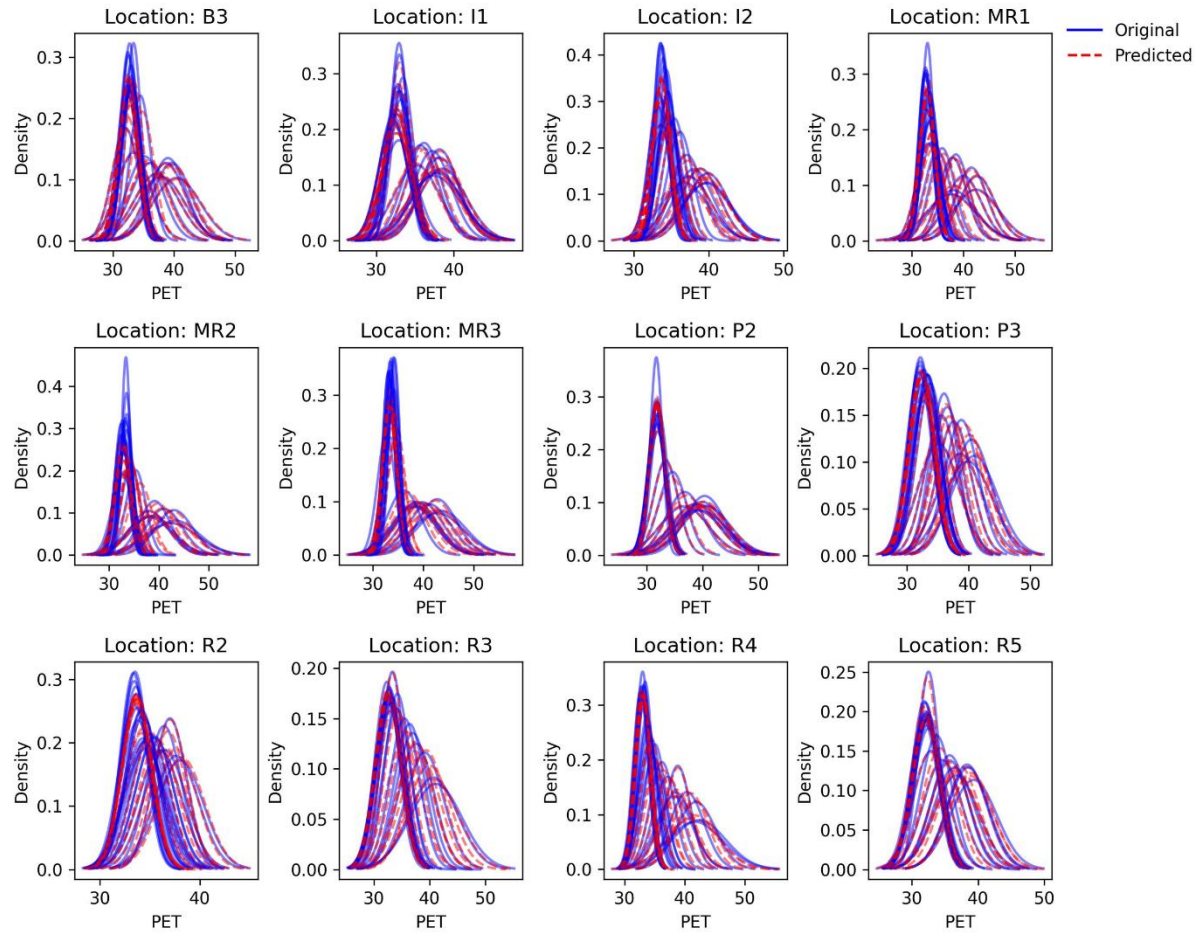 Location: B3
Location: I1
Location: I2
Location: MR1
Original
Predicted
0.3
0.2
0.1
0.0
Density
30
40
50
PET
0.3
0.2
0.1
0.0
Density
30
40
PET
0.4
0.3
0.2
0.1
0.0
Density
30
40
50
PET
0.3
0.2
0.1
0.0
Density
30
40
50
PET
Location: MR2
Location: MR3
Location: P2
Location: P3
0.4
0.3
0.2
0.1
0.0
Density
30
40
50
PET
0.3
0.2
0.1
0.0
Density
30
40
50
PET
0.3
0.2
0.1
0.0
Density
30
40
50
PET
0.20
0.15
0.10
0.05
0.00
Density
30
40
50
PET
Location: R2
Location: R3
Location: R4
Location: R5
0.3
0.2
0.1
0.0
Density
30
40
PET
0.20
0.15
0.10
0.05
0.00
Density
30
40
50
PET
0.4
0.3
0.2
0.1
0.0
Density
30
40
50
PET
0.25
0.20
0.15
0.10
0.05
0.00
Density
30
40
50
PET